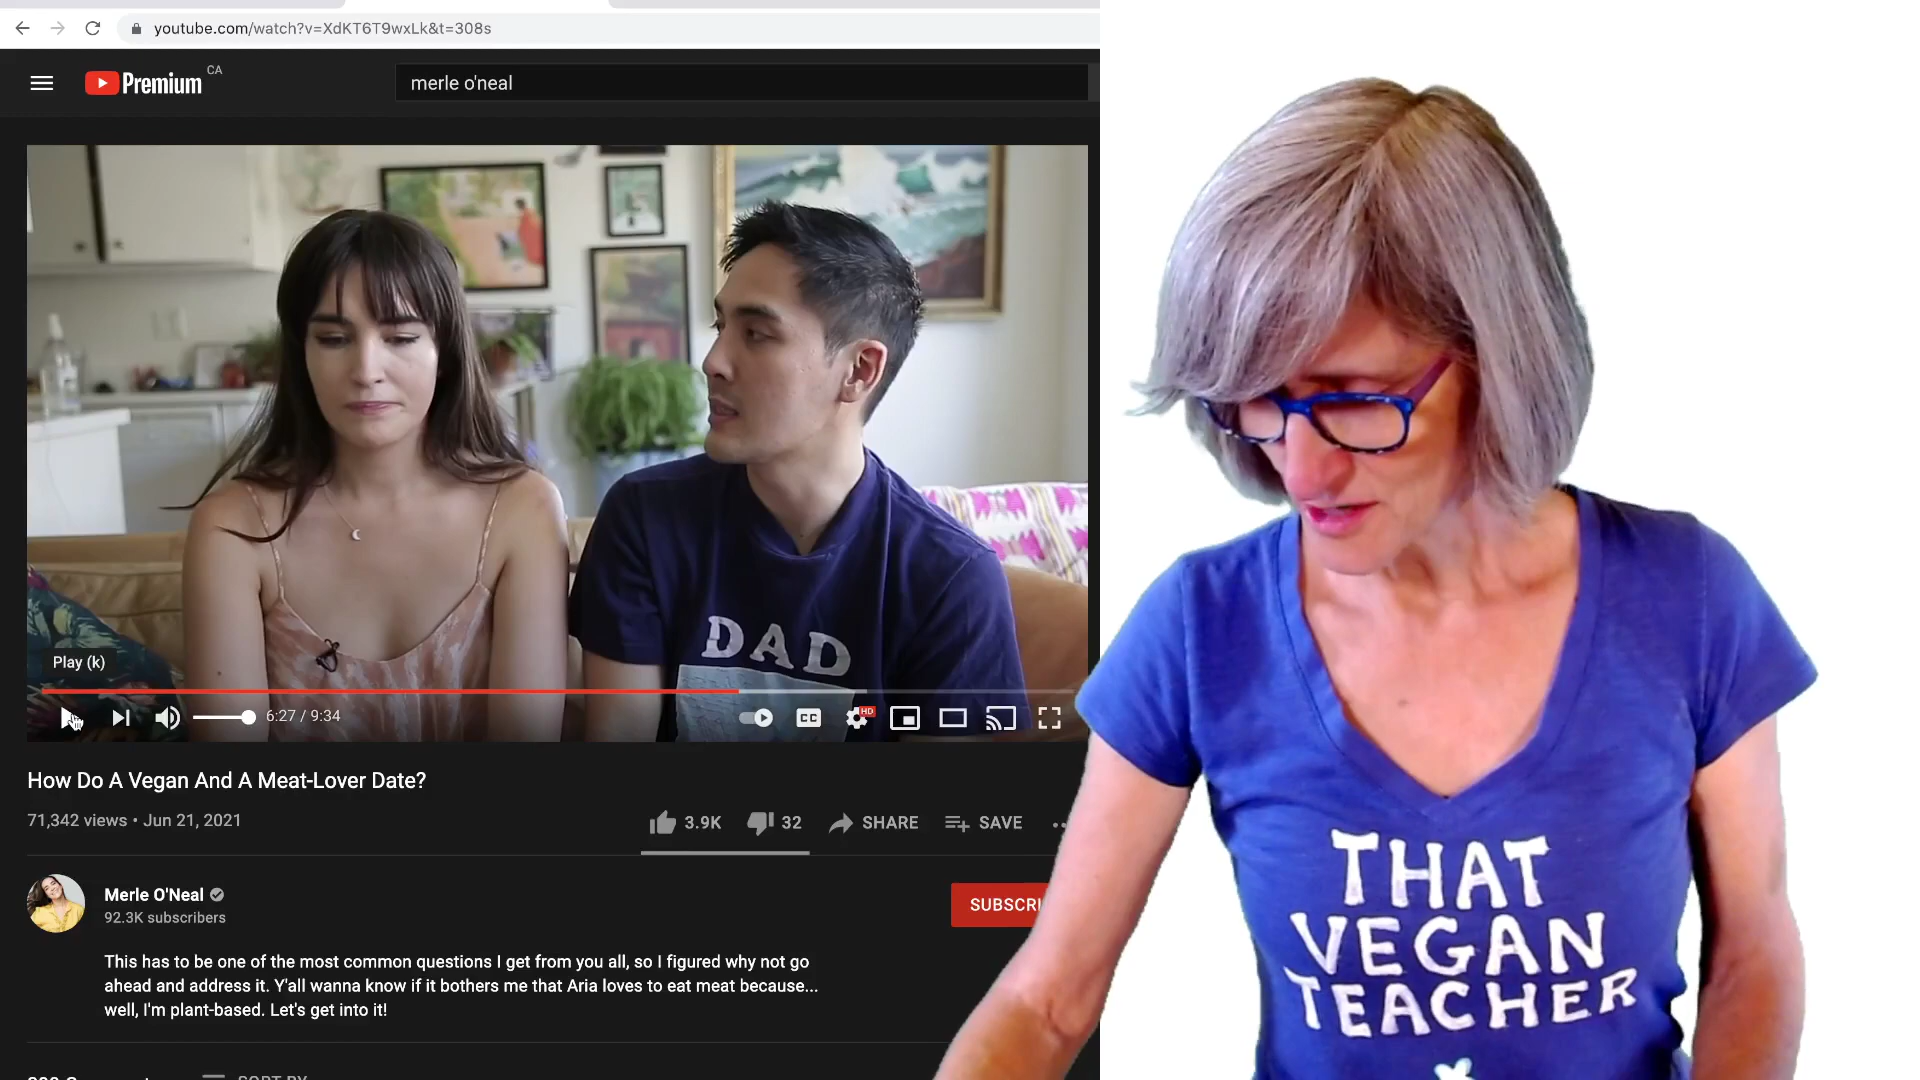 youtube.com/watch?v=XdKT6T9wxLk&t=308s
Premium CA
merle o'neal
DAD
Play (k)
6:27 / 9:34
CC
HD
How Do A Vegan And A Meat-Lover Date?
71,342 views • Jun 21, 2021
3.9K
32
SHARE
SAVE
Merle O'Neal
92.3K subscribers
SUBSCRI
This has to be one of the most common questions I get from you all, so I figured why not go
ahead and address it. Y'all wanna know if it bothers me that Aria loves to eat meat because...
well, I'm plant-based. Let's get into it!
SORT BY
THAT
VEGAN
TEACHER